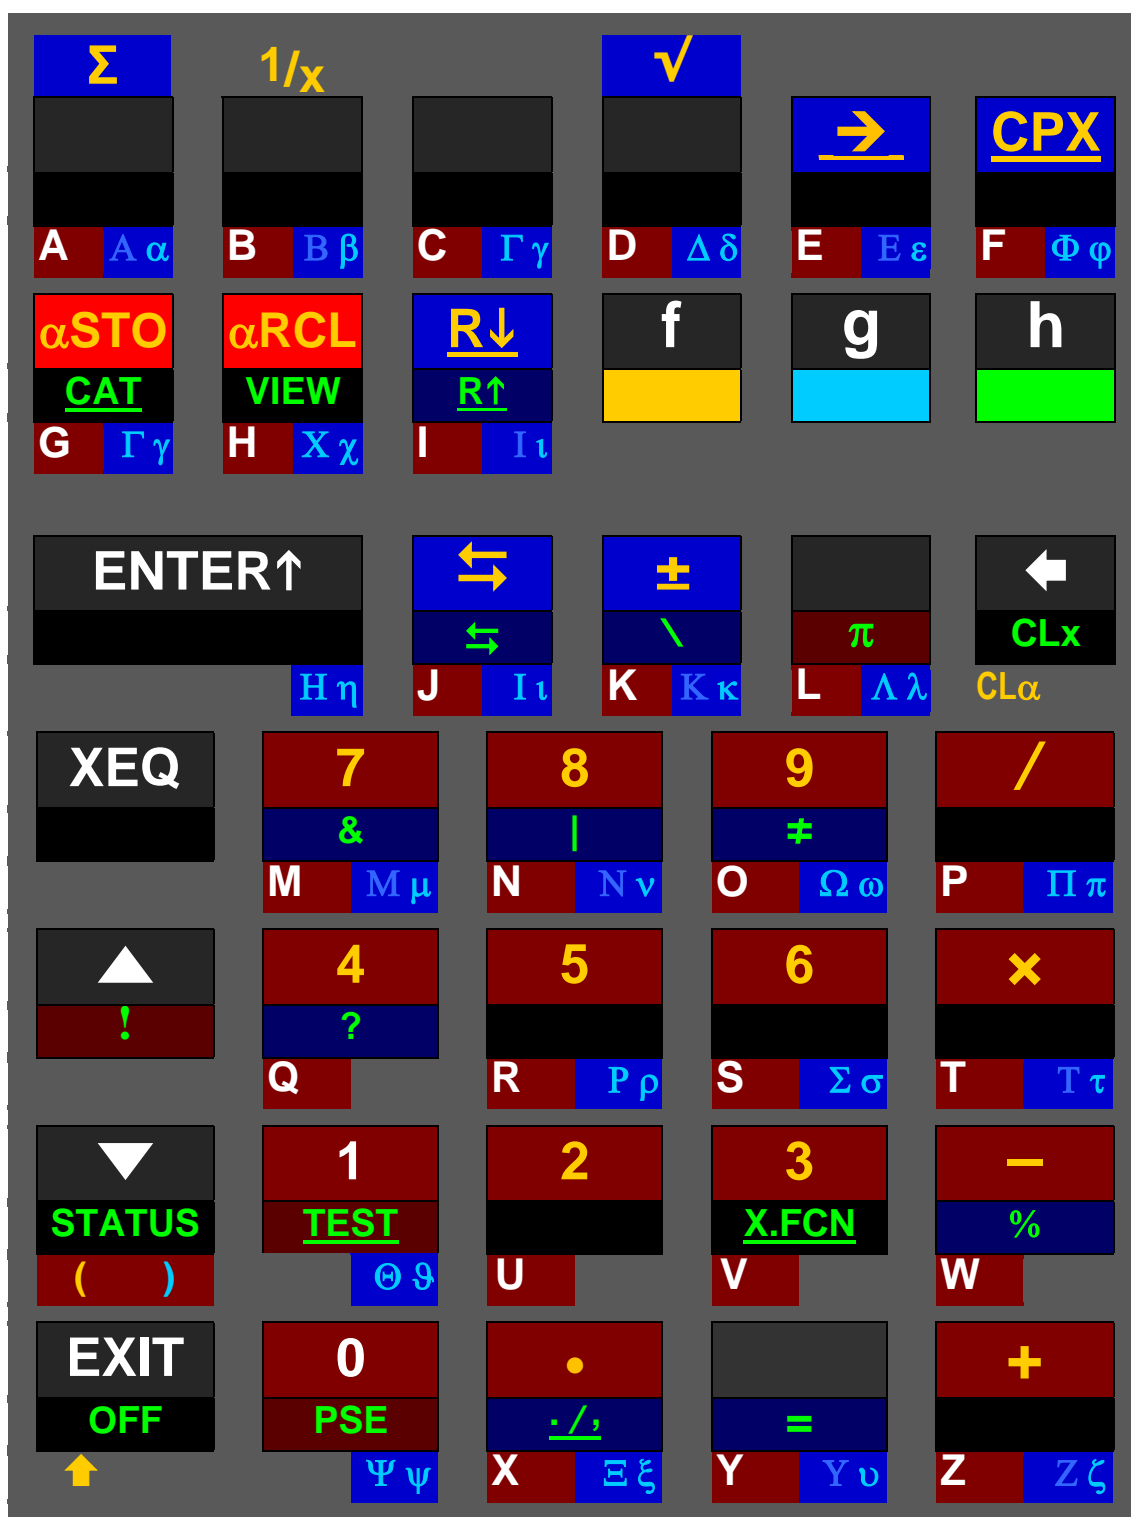 Σ 1/x √
→ CPX
A Α α B Β β C Γ γ D Δ δ E Ε ε F Φ φ
αSTO αRCL R↓ f g h
CAT VIEW R↑
G Γ γ H Χ χ I Ι ι
ENTER↑ ⇆ ± 🡄
⇆ \ π CLx
Η η J Ι ι K Κ κ L Λ λ CLα
XEQ 7 8 9 /
& | ≠
M Μ μ N Ν ν O Ω ω P Π π
▲ 4 5 6 ×
! ?
Q R Ρ ρ S Σ σ T Τ τ
▼ 1 2 3 −
STATUS TEST X.FCN %
( ) Θ ϑ U V W
EXIT 0 . +
OFF PSE ./, =
🡅 Ψ ψ X Ξ ξ Y Υ υ Z Ζ ζ